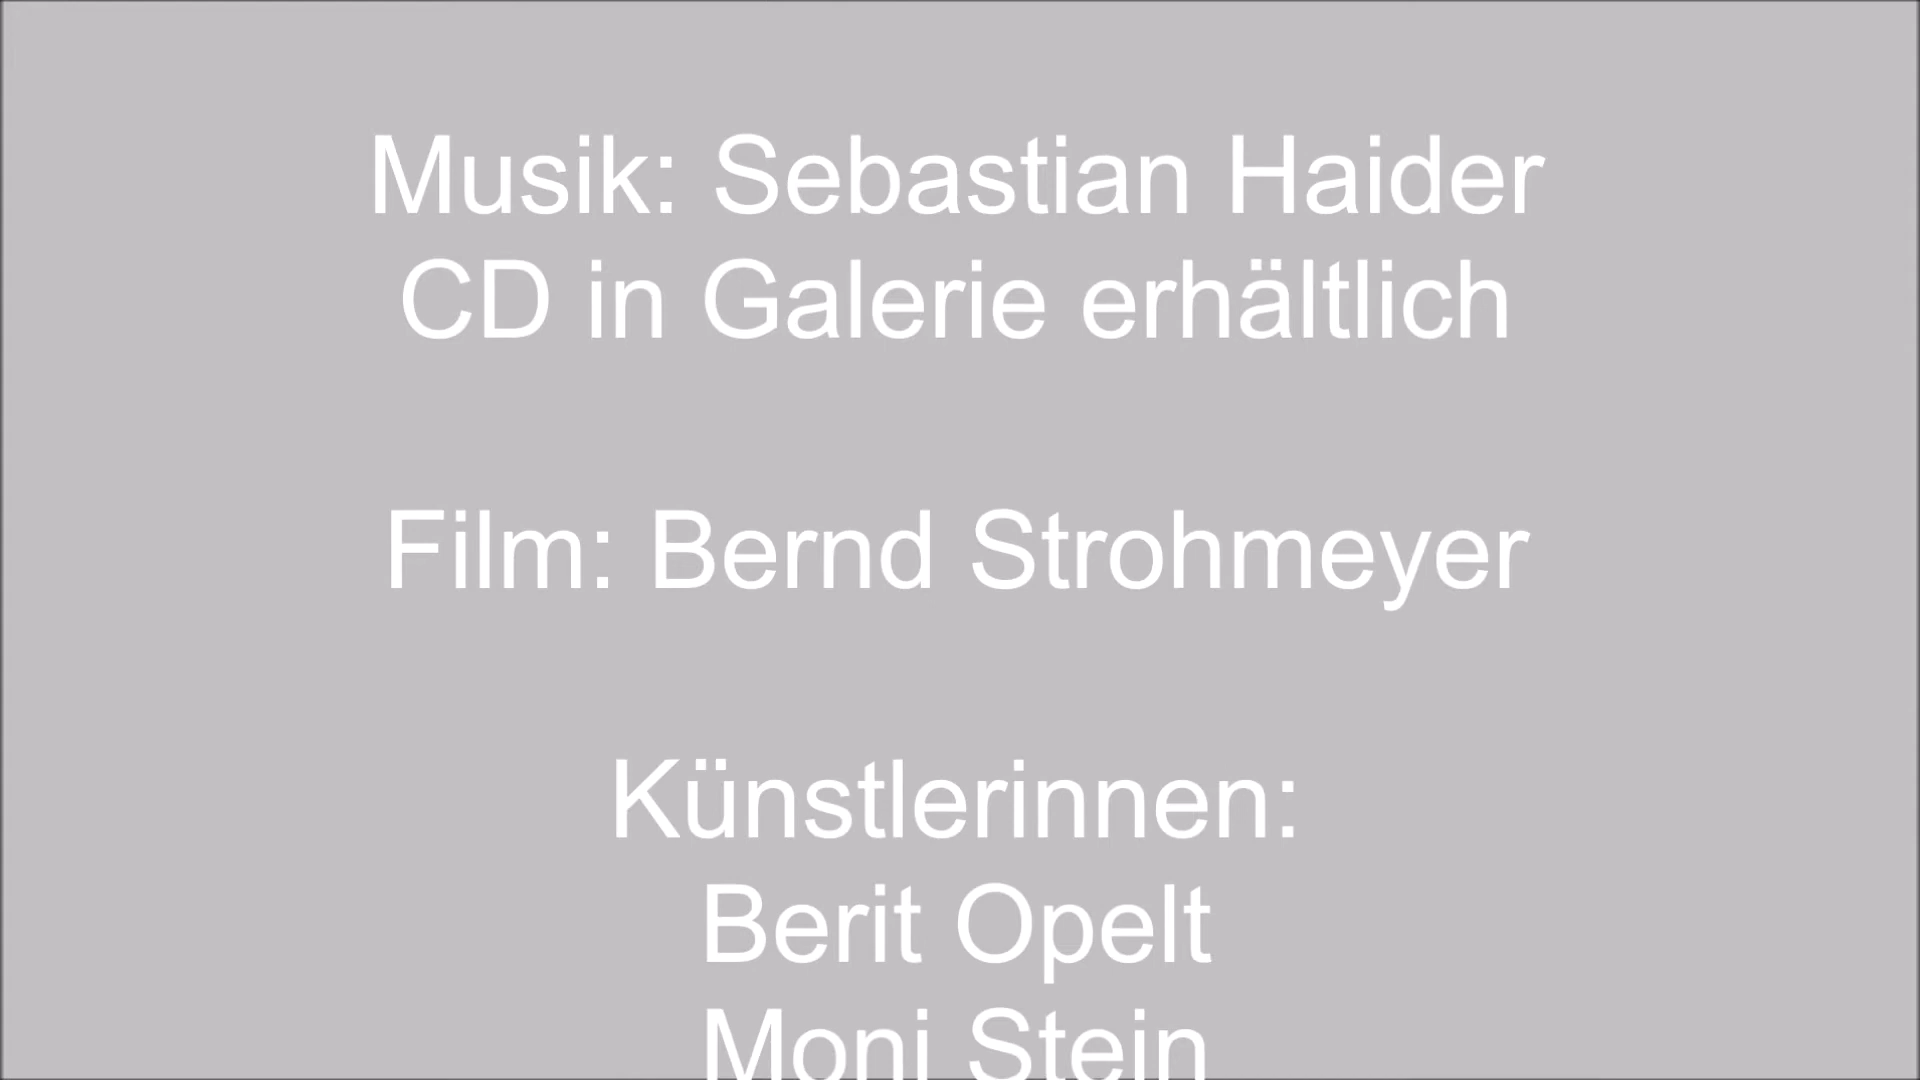 Musik: Sebastian Haider
CD in Galerie erhältlich
Film: Bernd Strohmeyer
Künstlerinnen:
Berit Opelt
Moni Stein